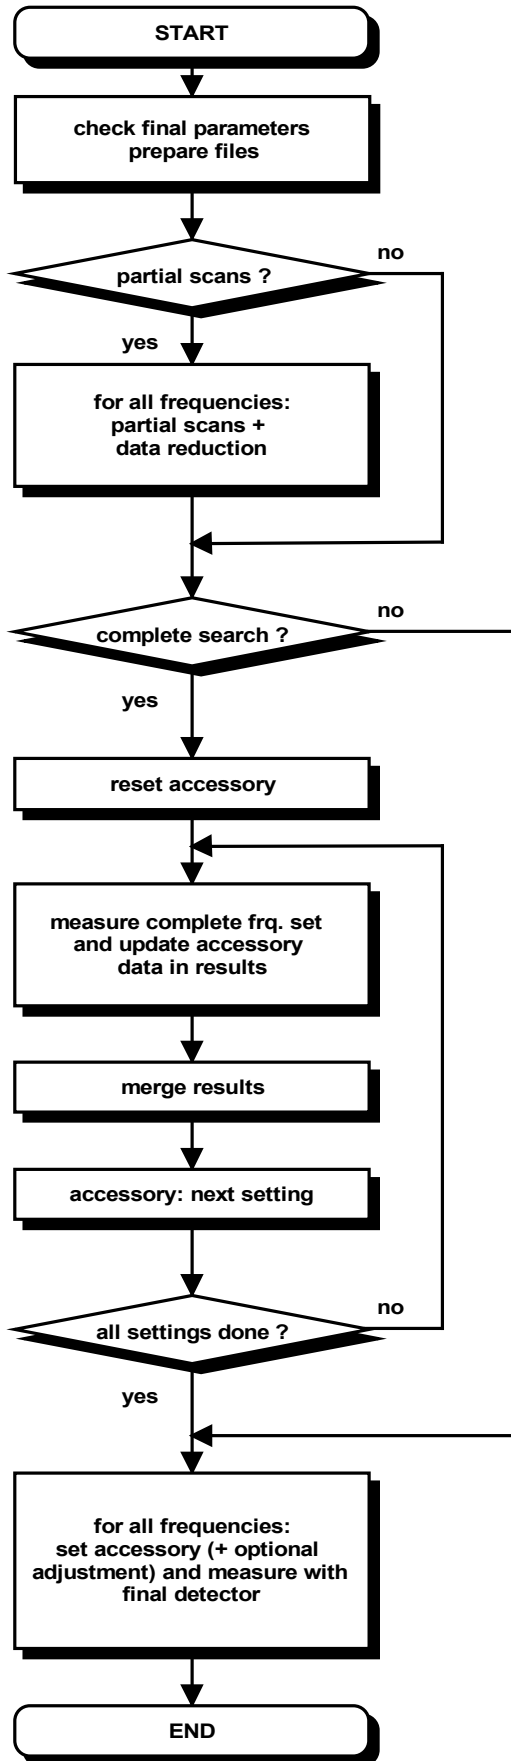 START
check final parameters
prepare files
partial scans ?
no
yes
for all frequencies:
partial scans +
data reduction
complete search ?
no
yes
reset accessory
measure complete frq. set
and update accessory
data in results
merge results
accessory: next setting
all settings done ?
no
yes
for all frequencies:
set accessory (+ optional
adjustment) and measure with
final detector
END